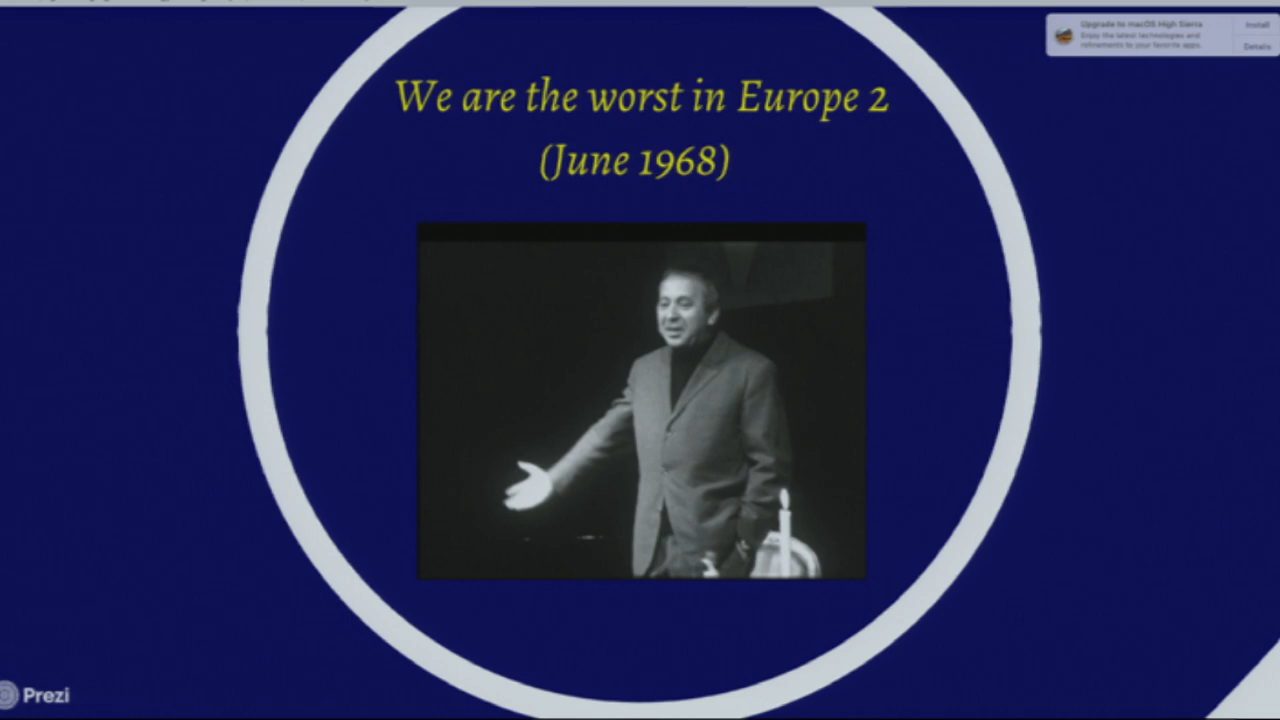 Upgrade to macOS High Sierra
Install
Enjoy the latest technologies and
refinements to your favorite apps.
Details
We are the worst in Europe 2
(June 1968)
Prezi